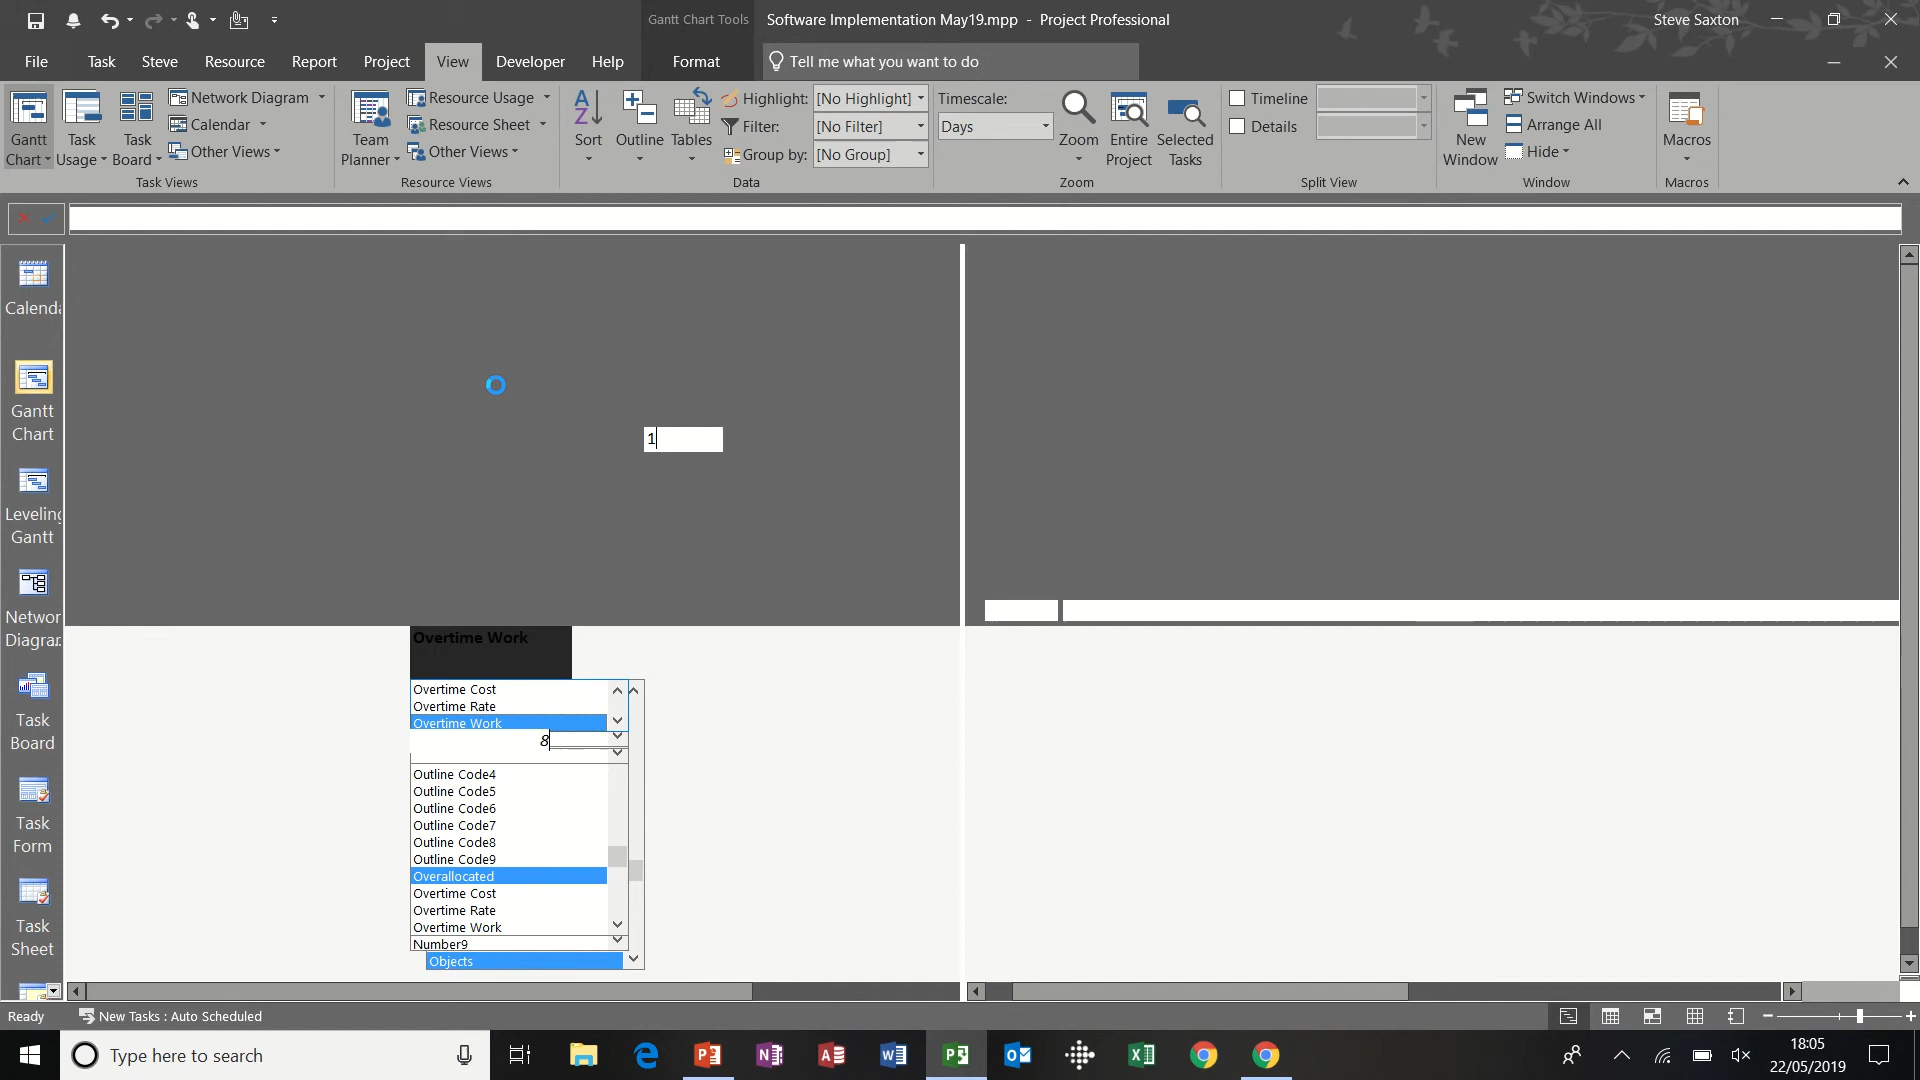 Gantt Chart Tools
Software Implementation May19.mpp - Project Professional
Steve Saxton
File
Task
Steve
Resource
Report
Project
View
Developer
Help
Format
Tell me what you want to do
Gantt
Chart
Task
Usage
Task
Board
Network Diagram
Calendar
Other Views
Task Views
Team
Planner
Resource Usage
Resource Sheet
Other Views
Resource Views
Sort
Outline
Tables
Highlight:
[No Highlight]
Filter:
[No Filter]
Group by:
[No Group]
Data
Timescale:
Days
Zoom
Entire
Project
Selected
Tasks
Zoom
Timeline
Details
Split View
New
Window
Switch Windows
Arrange All
Hide
Window
Macros
Macros
Calenda
Gantt
Chart
Leveling
Gantt
Networ
Diagrar
Task
Board
Task
Form
Task
Sheet
1
Overtime Work
Overtime Cost
Overtime Rate
Overtime Work
8
Outline Code4
Outline Code5
Outline Code6
Outline Code7
Outline Code8
Outline Code9
Overallocated
Overtime Cost
Overtime Rate
Overtime Work
Number9
Objects
Ready
New Tasks : Auto Scheduled
Type here to search
18:05
22/05/2019